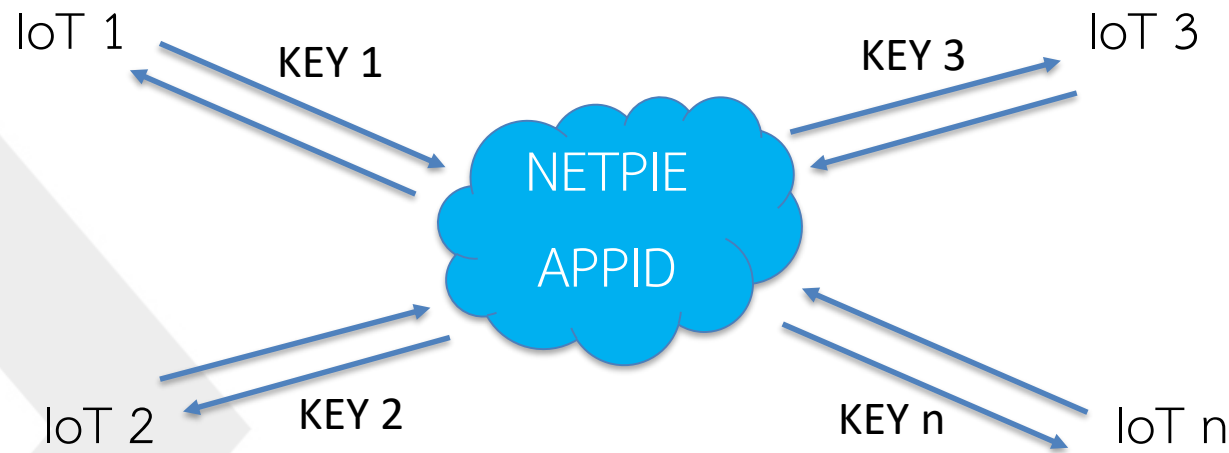 IoT 1
KEY 1
KEY 3
IoT 3
NETPIE
APPID
IoT 2
KEY 2
KEY n
IoT n